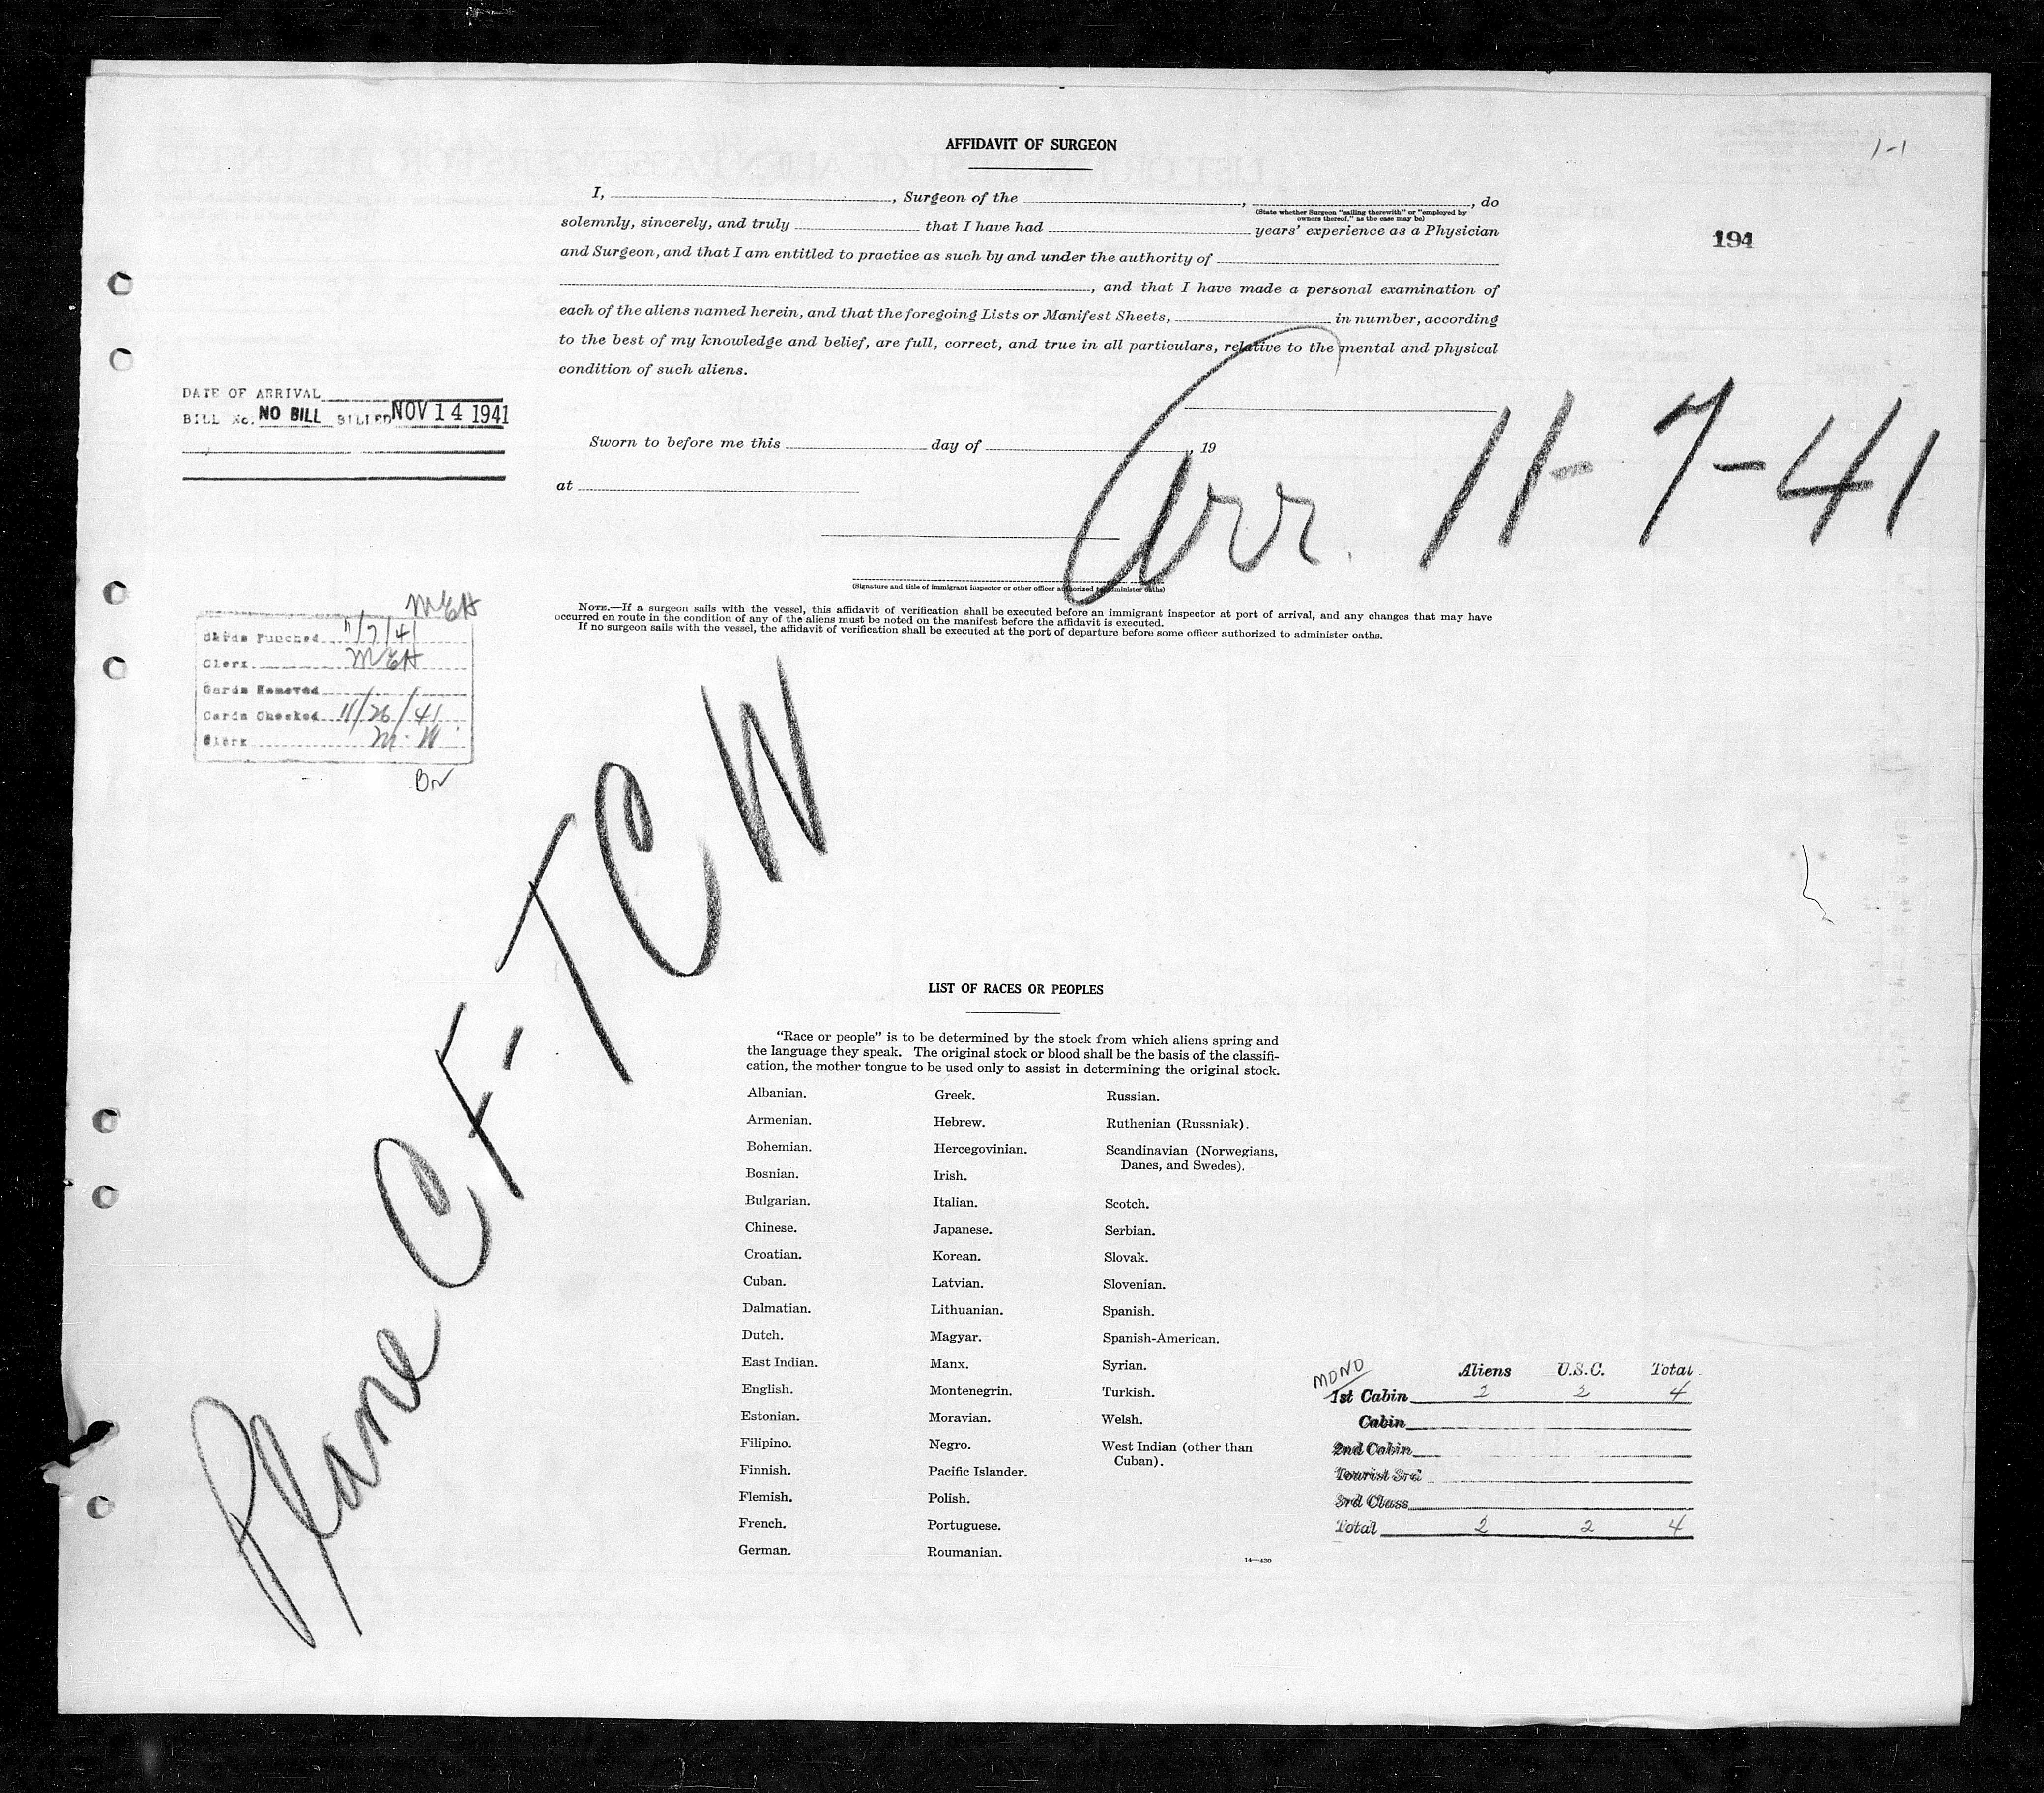 AFFIDAVIT OF SURGEON
1-1
I, , Surgeon of the , , do
(State whether Surgeon "sailing therewith" or "employed by
owners thereof," as the case may be)
solemnly, sincerely, and truly that I have had years' experience as a Physician
194
and Surgeon, and that I am entitled to practice as such by and under the authority of
, and that I have made a personal examination of
each of the aliens named herein, and that the foregoing Lists or Manifest Sheets, in number, according
to the best of my knowledge and belief, are full, correct, and true in all particulars, relative to the mental and physical
condition of such aliens.
DATE OF ARRIVAL
BILL No. NO BILL BILLED NOV 14 1941
Sworn to before me this day of , 19
at
Arr. 11-7-41
(Signature and title of immigrant inspector or other officer authorized to administer oaths)
NOTE.—If a surgeon sails with the vessel, this affidavit of verification shall be executed before an immigrant inspector at port of arrival, and any changes that may have
occurred en route in the condition of any of the aliens must be noted on the manifest before the affidavit is executed.
If no surgeon sails with the vessel, the affidavit of verification shall be executed at the port of departure before some officer authorized to administer oaths.
MEH
Cards Punched 11/7/41
Clerk MEH
Cards Removed
Cards Checked 11/26/41
Clerk M. W.
Plane CF-TCW
LIST OF RACES OR PEOPLES
"Race or people" is to be determined by the stock from which aliens spring and
the language they speak. The original stock or blood shall be the basis of the classifi-
cation, the mother tongue to be used only to assist in determining the original stock.
Albanian.
Armenian.
Bohemian.
Bosnian.
Bulgarian.
Chinese.
Croatian.
Cuban.
Dalmatian.
Dutch.
East Indian.
English.
Estonian.
Filipino.
Finnish.
Flemish.
French.
German.
Greek.
Hebrew.
Hercegovinian.
Irish.
Italian.
Japanese.
Korean.
Latvian.
Lithuanian.
Magyar.
Manx.
Montenegrin.
Moravian.
Negro.
Pacific Islander.
Polish.
Portuguese.
Roumanian.
Russian.
Ruthenian (Russniak).
Scandinavian (Norwegians,
Danes, and Swedes).
Scotch.
Serbian.
Slovak.
Slovenian.
Spanish.
Spanish-American.
Syrian.
Turkish.
Welsh.
West Indian (other than
Cuban).
14—430
MONO
Aliens U.S.C. Total
1st Cabin 2 2 4
Cabin
2nd Cabin
Tourist 3rd
3rd Class
Total 2 2 4